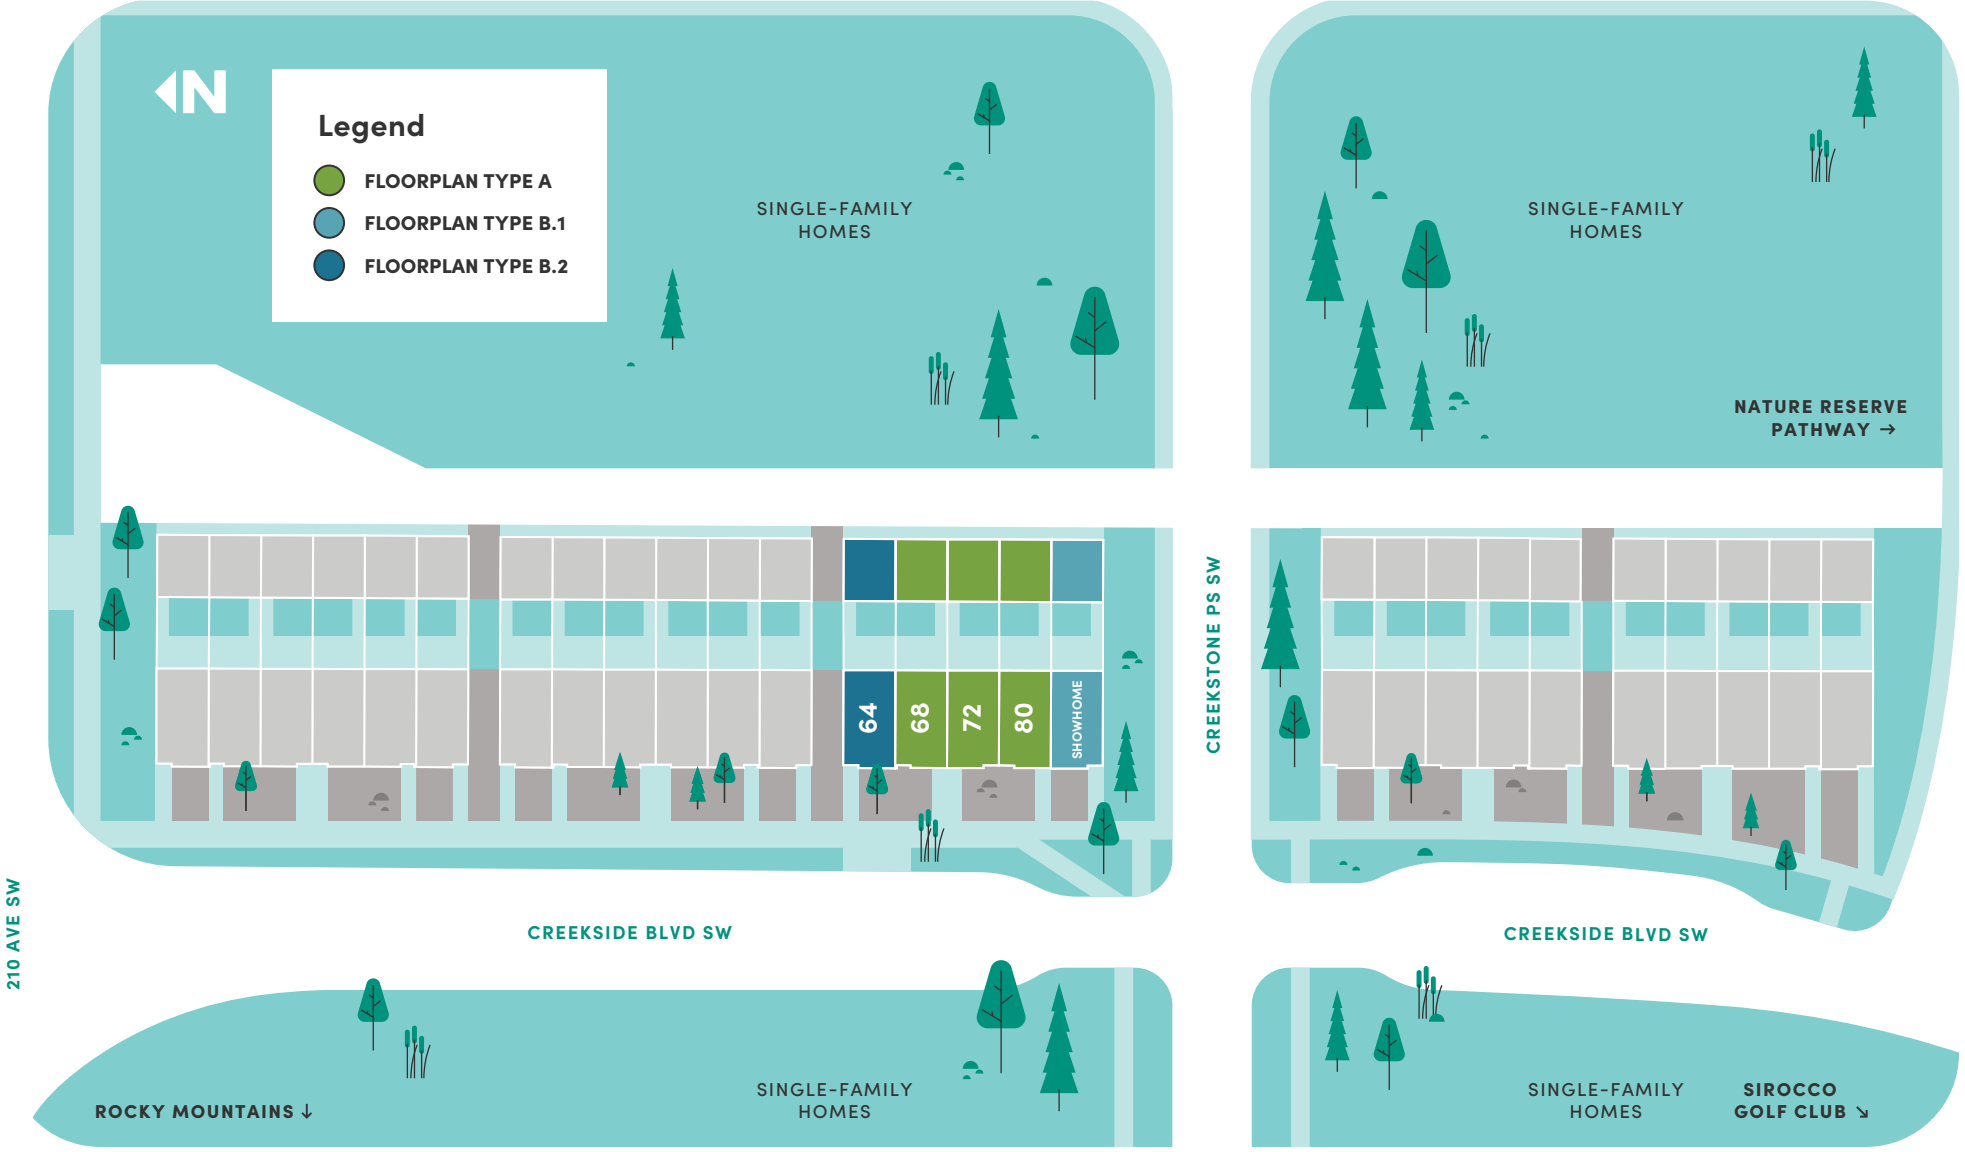 N
Legend
FLOORPLAN TYPE A
FLOORPLAN TYPE B.1
FLOORPLAN TYPE B.2
SINGLE-FAMILY
HOMES
SINGLE-FAMILY
HOMES
NATURE RESERVE
PATHWAY →
64
68
72
80
SHOWHOME
CREEKSTONE PS SW
210 AVE SW
CREEKSIDE BLVD SW
CREEKSIDE BLVD SW
ROCKY MOUNTAINS ↓
SINGLE-FAMILY
HOMES
SINGLE-FAMILY
HOMES
SIROCCO
GOLF CLUB ↘